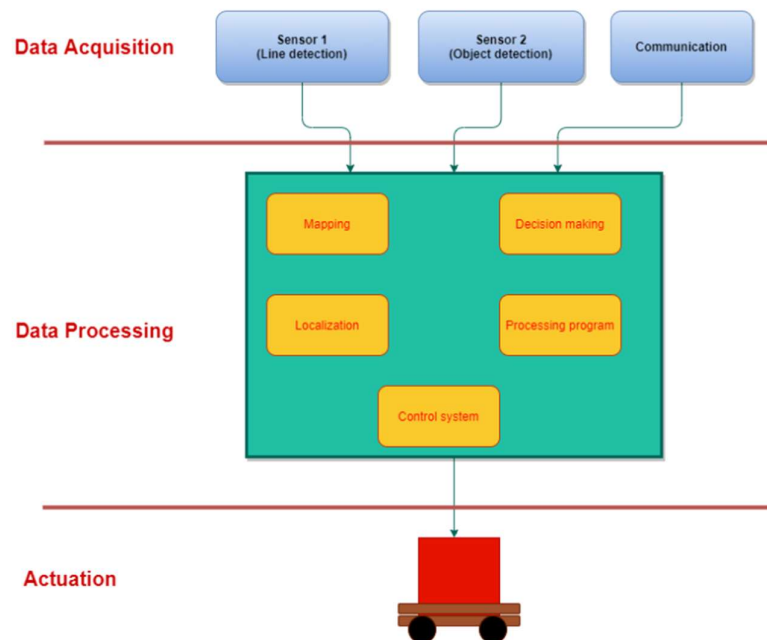 Data Acquisition
Sensor 1
(Line detection)
Sensor 2
(Object detection)
Communication
Mapping
Decision making
Data Processing
Localization
Processing program
Control system
Actuation